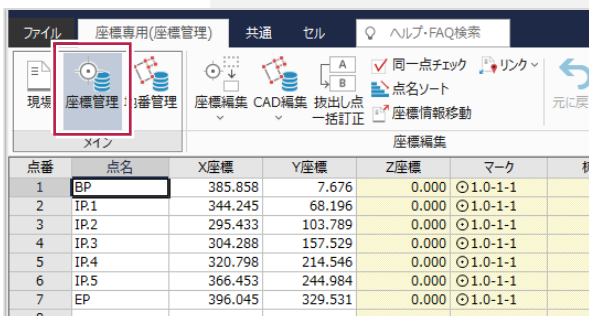 ファイル 座標専用(座標管理) 共通 セル ヘルプ・FAQ検索
現場 座標管理 地番管理 座標編集 CAD編集 抜出し点一括訂正 同一点チェック リンク
点名ソート
座標情報移動
元に戻
メイン 座標編集
点番 点名 X座標 Y座標 Z座標 マーク
1 BP 385.858 7.676 0.000 1.0-1-1
2 IP.1 344.245 68.196 0.000 1.0-1-1
3 IP.2 295.433 103.789 0.000 1.0-1-1
4 IP.3 304.288 157.529 0.000 1.0-1-1
5 IP.4 320.798 214.546 0.000 1.0-1-1
6 IP.5 366.453 244.984 0.000 1.0-1-1
7 EP 396.045 329.531 0.000 1.0-1-1